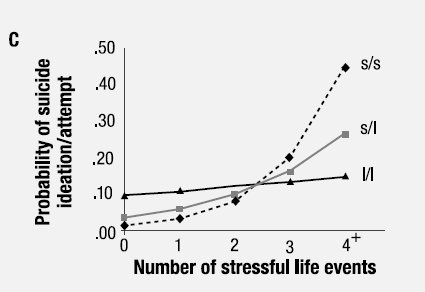 C
Probability of suicide
ideation/attempt
.50
.40
.30
.20
.10
.00
0 1 2 3 4+
Number of stressful life events
s/s
s/l
l/l